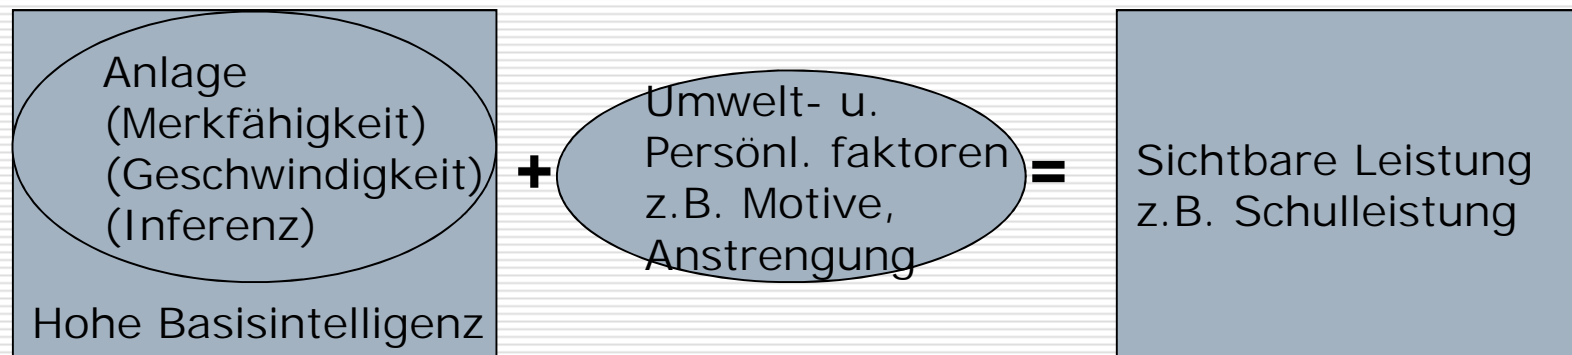 Anlage
(Merkfähigkeit)
(Geschwindigkeit)
(Inferenz)
Hohe Basisintelligenz
+
Umwelt- u.
Persönl. faktoren
z.B. Motive,
Anstrengung
=
Sichtbare Leistung
z.B. Schulleistung